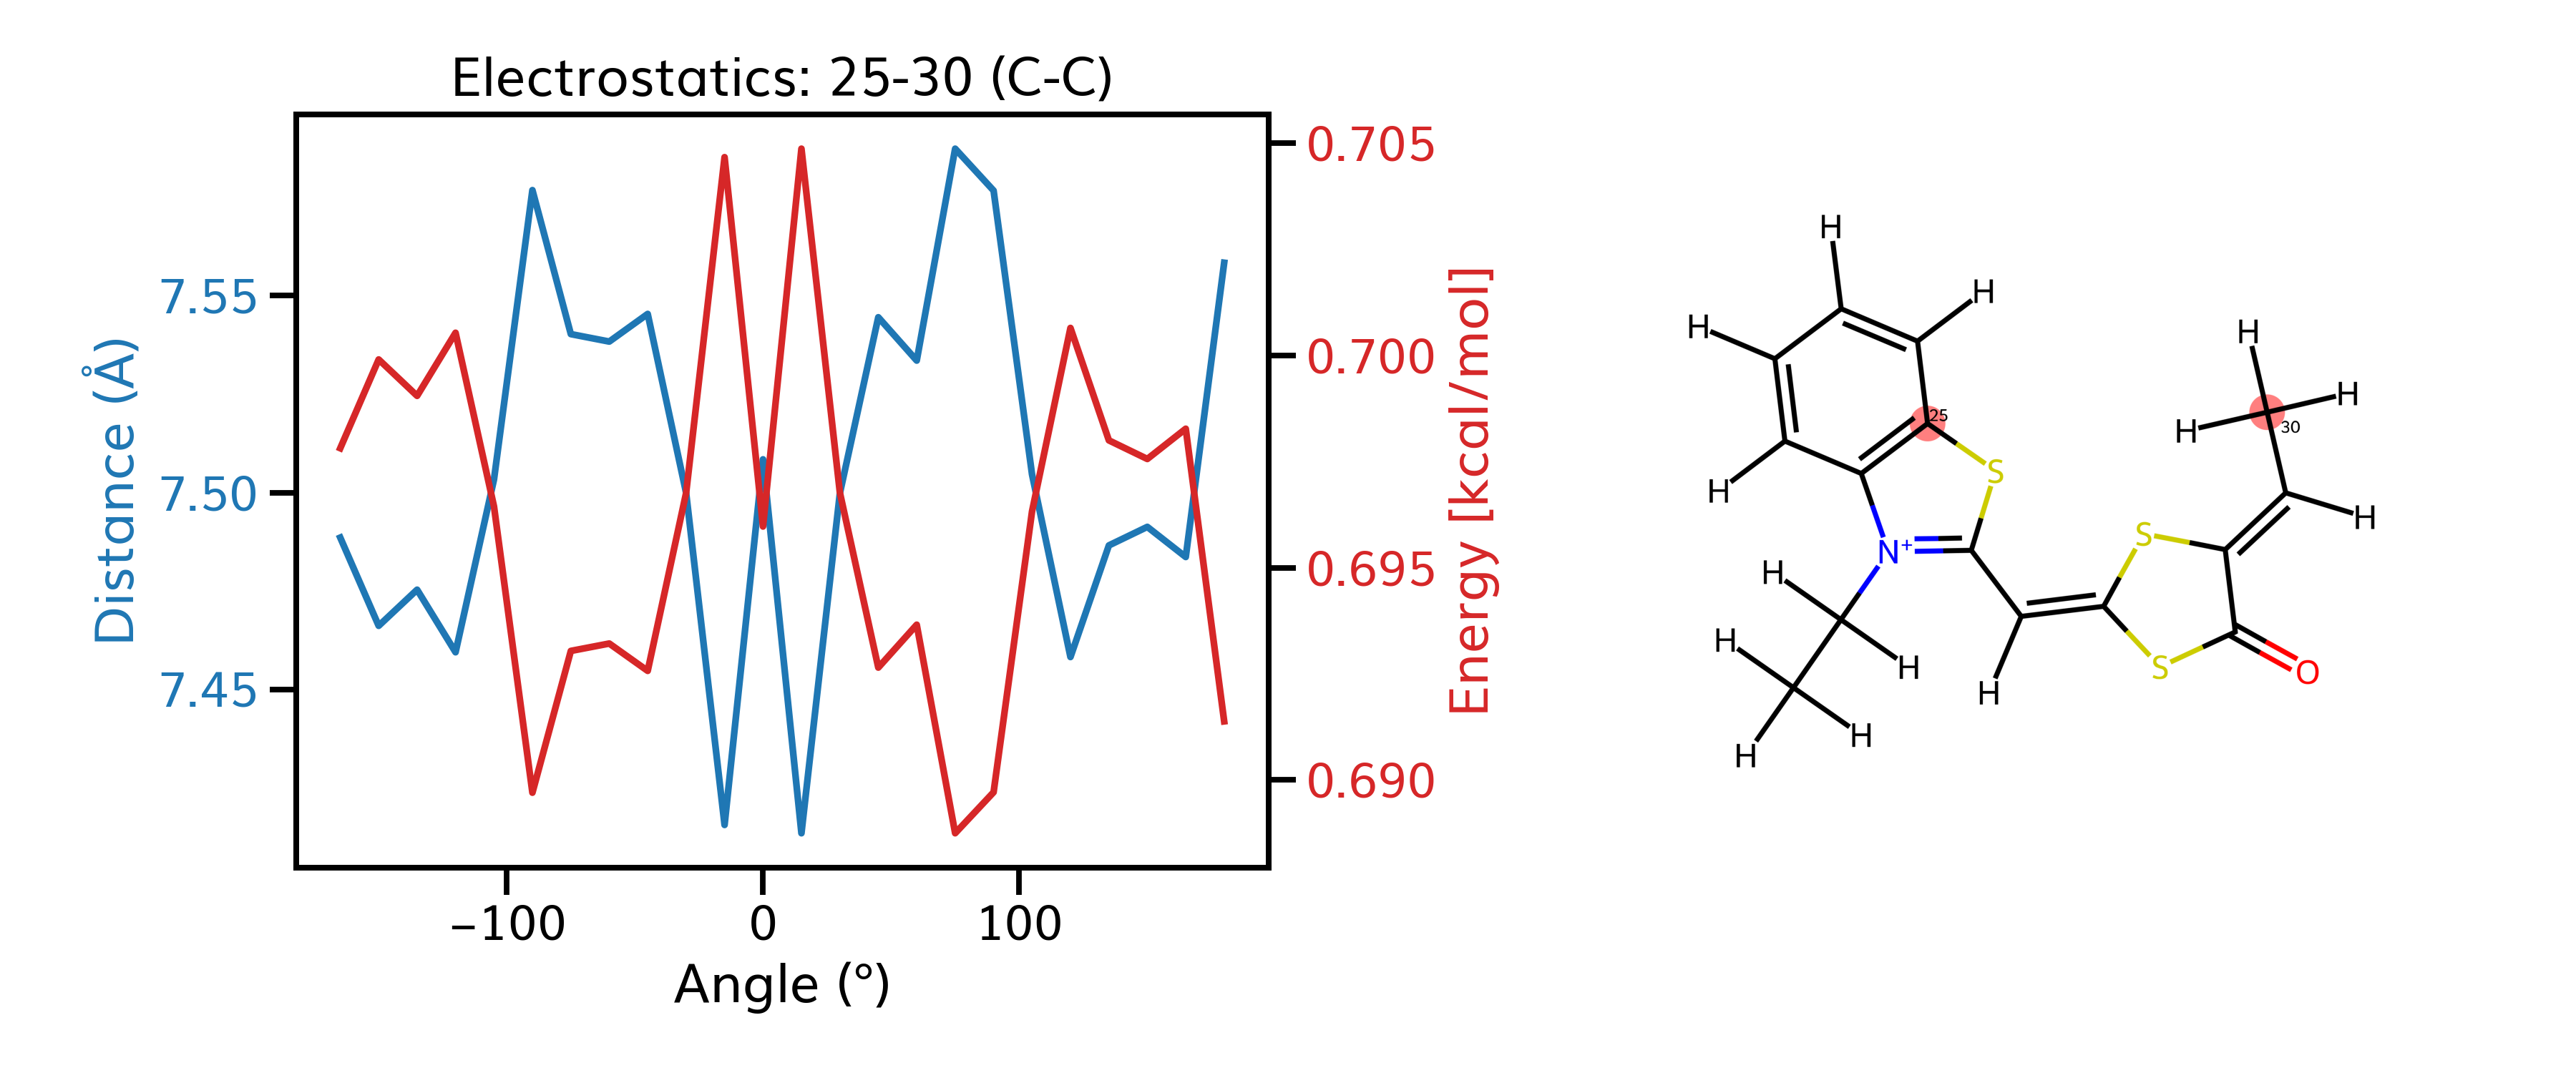 Electrostatics: 25-30 (C-C)
Distance (Å)
7.55
7.50
7.45
0.705
0.700
0.695
0.690
Energy [kcal/mol]
−100 0 100
Angle (°)
H
H
H
H
25
S
H
H
H
30
S
H
N+
H
H
S
O
H
H
H
H